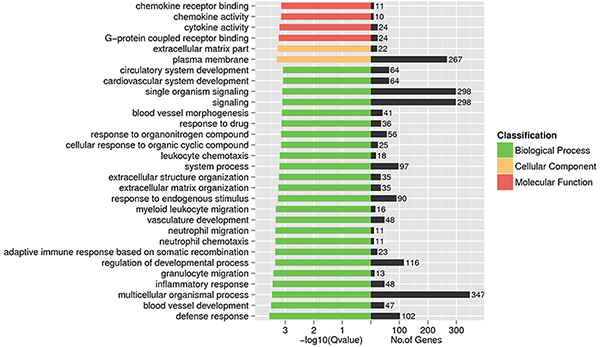 chemokine receptor binding 11
chemokine activity 10
cytokine activity 24
G-protein coupled receptor binding 24
extracellular matrix part 22
plasma membrane 267
circulatory system development 64
cardiovascular system development 64
single organism signaling 298
signaling 298
blood vessel morphogenesis 41
response to drug 36
response to organonitrogen compound 56
cellular response to organic cyclic compound 25
leukocyte chemotaxis 18
system process 97
extracellular structure organization 35
extracellular matrix organization 35
response to endogenous stimulus 90
myeloid leukocyte migration 16
vasculature development 48
neutrophil migration 11
neutrophil chemotaxis 11
adaptive immune response based on somatic recombination 23
regulation of developmental process 116
granulocyte migration 13
inflammatory response 48
multicellular organismal process 347
blood vessel development 47
defense response 102
3 2 1 100 200 300
−log10(Qvalue) No.of Genes
Classification
Biological Process
Cellular Component
Molecular Function